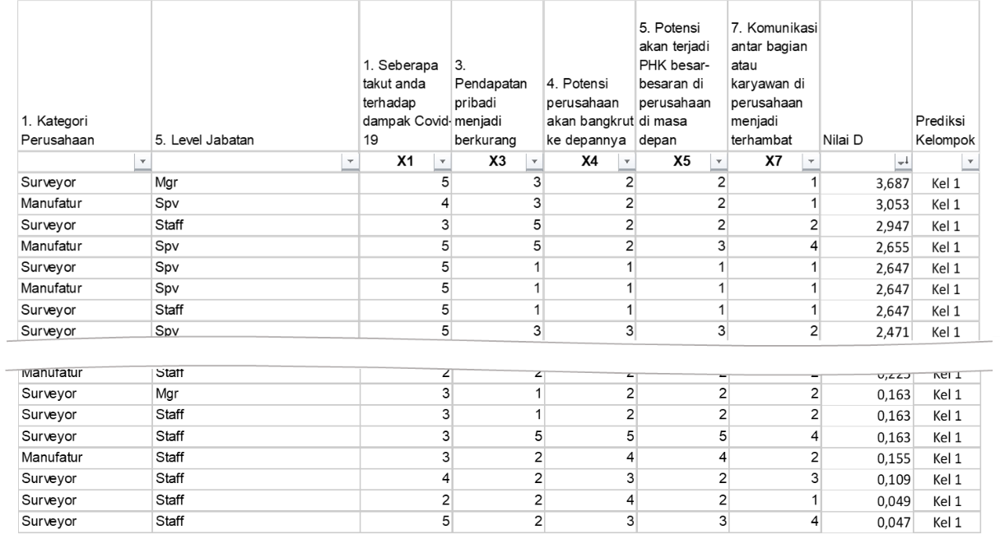 1. Kategori Perusahaan
5. Level Jabatan
1. Seberapa takut anda terhadap dampak Covid-19
3. Pendapatan pribadi menjadi berkurang
4. Potensi perusahaan akan bangkrut ke depannya
5. Potensi akan terjadi PHK besar-besaran di perusahaan di masa depan
7. Komunikasi antar bagian atau karyawan di perusahaan menjadi terhambat
Nilai D
Prediksi Kelompok
X1 X3 X4 X5 X7
Surveyor Mgr 5 3 2 2 1 3,687 Kel 1
Manufatur Spv 4 3 2 2 1 3,053 Kel 1
Surveyor Staff 3 5 2 2 2 2,947 Kel 1
Manufatur Spv 5 5 2 3 4 2,655 Kel 1
Surveyor Spv 5 1 1 1 1 2,647 Kel 1
Manufatur Spv 5 1 1 1 1 2,647 Kel 1
Surveyor Staff 5 1 1 1 1 2,647 Kel 1
Surveyor Spv 5 3 3 3 2 2,471 Kel 1
Manufatur Staff 2 2 2 2 2 0,225 Kel 1
Surveyor Mgr 3 1 2 2 2 0,163 Kel 1
Surveyor Staff 3 1 2 2 2 0,163 Kel 1
Surveyor Staff 3 5 5 5 4 0,163 Kel 1
Manufatur Staff 3 2 4 4 2 0,155 Kel 1
Surveyor Staff 4 2 3 2 3 0,109 Kel 1
Surveyor Staff 2 2 4 2 1 0,049 Kel 1
Surveyor Staff 5 2 3 3 4 0,047 Kel 1